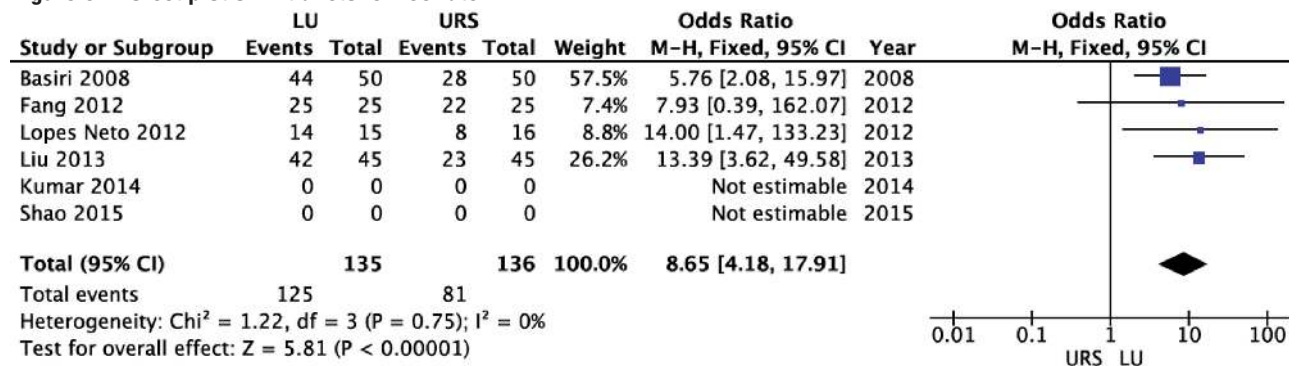 LU URS Odds Ratio Odds Ratio
Study or Subgroup Events Total Events Total Weight M-H, Fixed, 95% CI Year M-H, Fixed, 95% CI
Basiri 2008 44 50 28 50 57.5% 5.76 [2.08, 15.97] 2008
Fang 2012 25 25 22 25 7.4% 7.93 [0.39, 162.07] 2012
Lopes Neto 2012 14 15 8 16 8.8% 14.00 [1.47, 133.23] 2012
Liu 2013 42 45 23 45 26.2% 13.39 [3.62, 49.58] 2013
Kumar 2014 0 0 0 0 Not estimable 2014
Shao 2015 0 0 0 0 Not estimable 2015
Total (95% CI) 135 136 100.0% 8.65 [4.18, 17.91]
Total events 125 81
Heterogeneity: Chi² = 1.22, df = 3 (P = 0.75); I² = 0%
Test for overall effect: Z = 5.81 (P < 0.00001)
0.01 0.1 1 10 100
URS LU